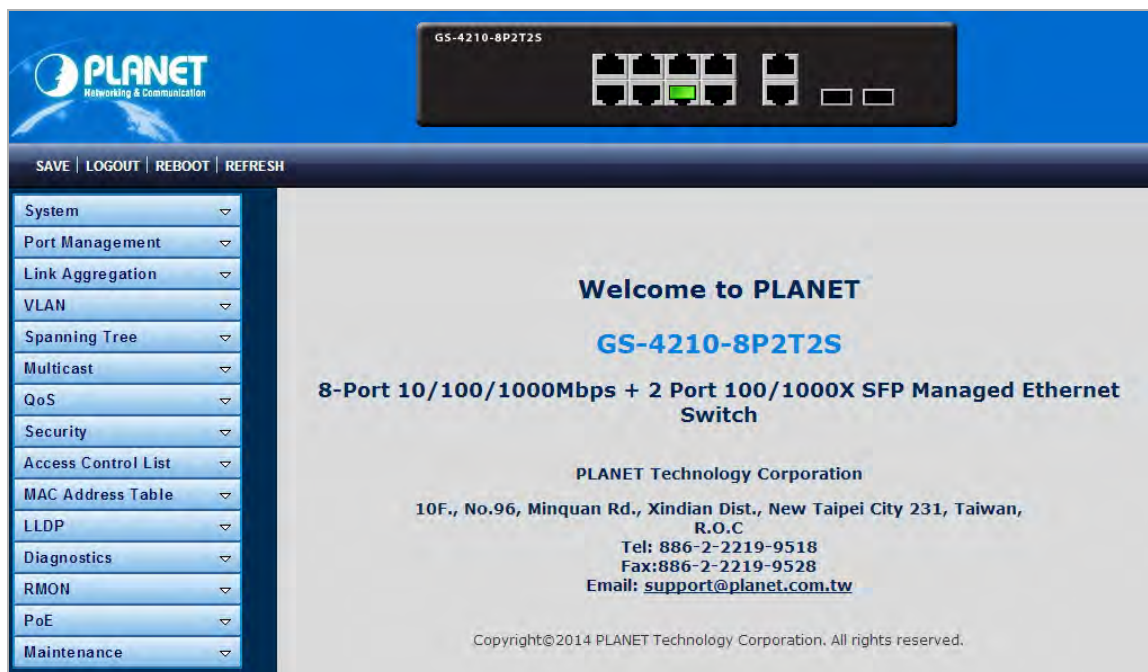 GS-4210-8P2T2S
PLANET
Networking & Communication
SAVE | LOGOUT | REBOOT | REFRESH
System
Port Management
Link Aggregation
VLAN
Spanning Tree
Multicast
QoS
Security
Access Control List
MAC Address Table
LLDP
Diagnostics
RMON
PoE
Maintenance
Welcome to PLANET
GS-4210-8P2T2S
8-Port 10/100/1000Mbps + 2 Port 100/1000X SFP Managed Ethernet
Switch
PLANET Technology Corporation
10F., No.96, Minquan Rd., Xindian Dist., New Taipei City 231, Taiwan,
R.O.C
Tel: 886-2-2219-9518
Fax:886-2-2219-9528
Email: support@planet.com.tw
Copyright©2014 PLANET Technology Corporation. All rights reserved.